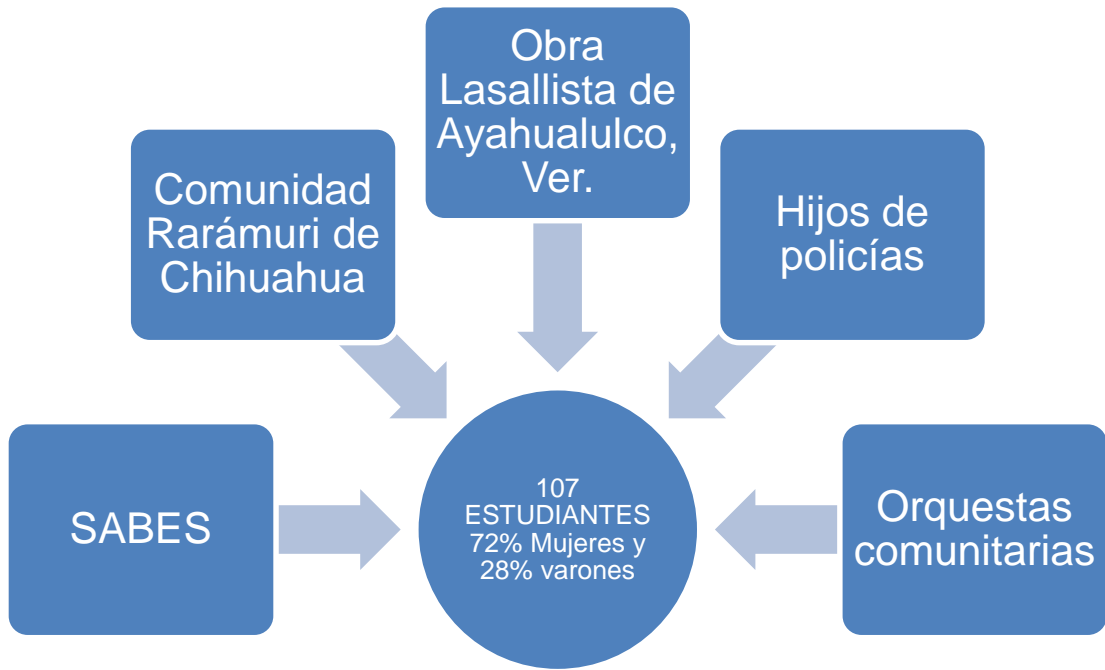 Obra
Lasallista de
Ayahualulco,
Ver.
Comunidad
Rarámuri de
Chihuahua
Hijos de
policías
SABES
107
ESTUDIANTES
72% Mujeres y
28% varones
Orquestas
comunitarias